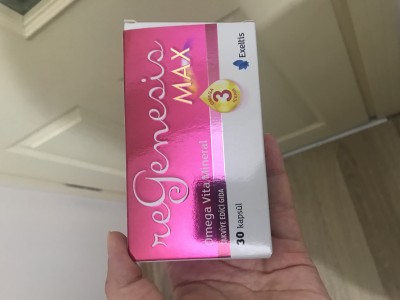 reGenesis
MAX
3
Omega Vita Mineral
TAKVİYE EDİCİ GIDA
30 kapsül
Exeltis